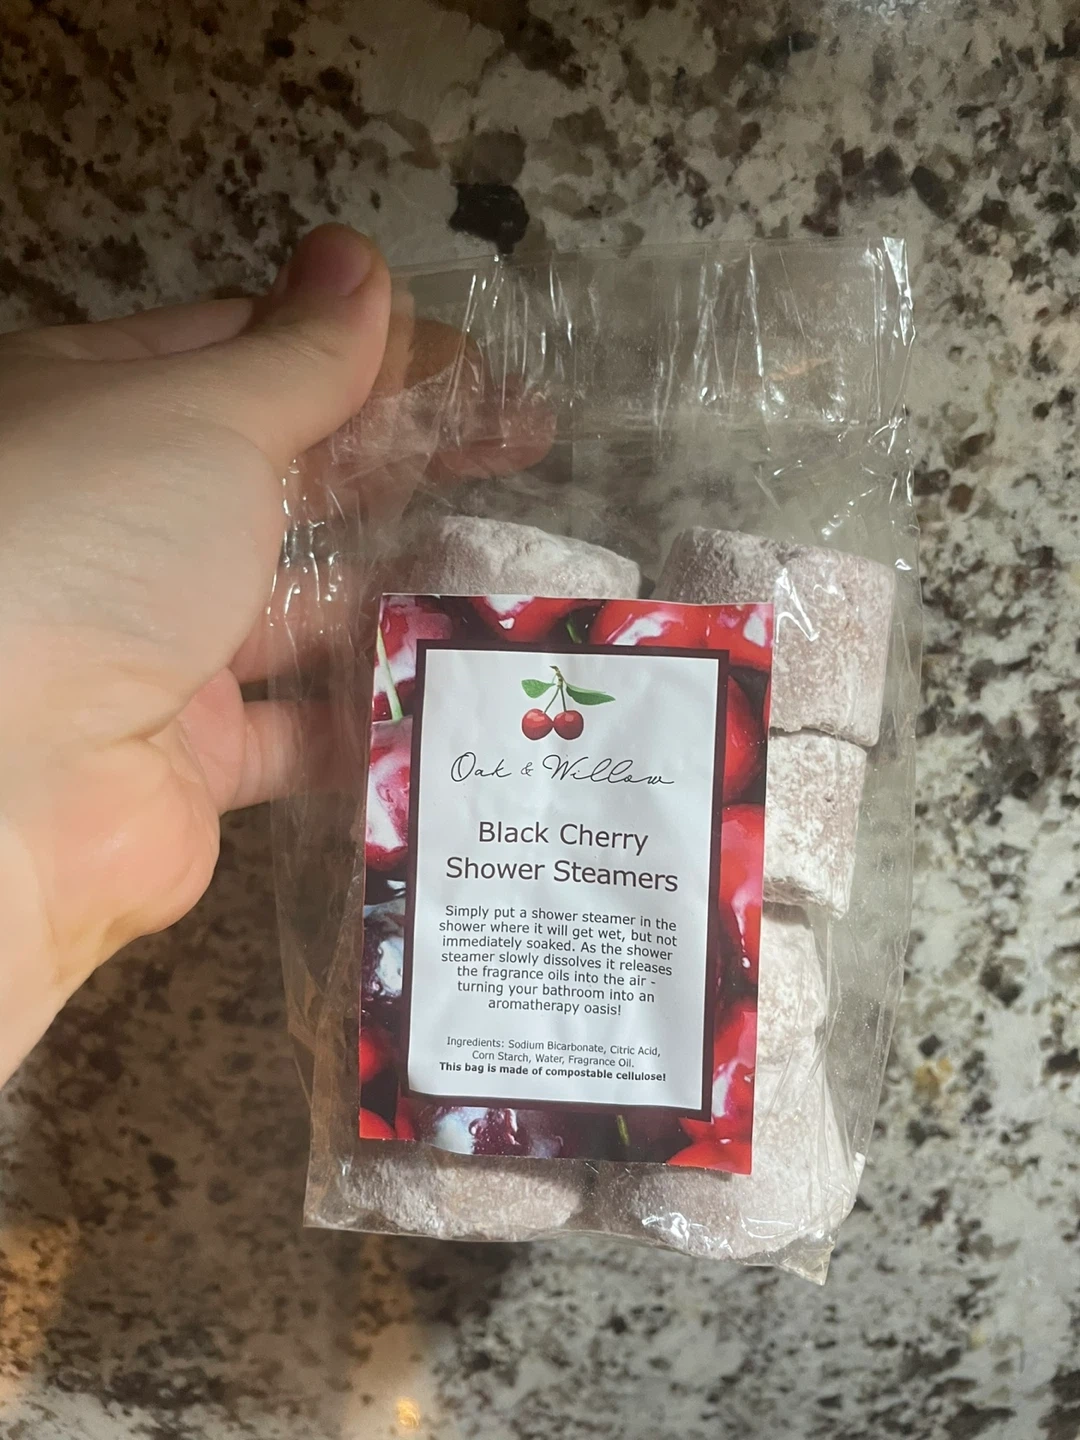 Oak & Willow
Black Cherry
Shower Steamers
Simply put a shower steamer in the
shower where it will get wet, but not
immediately soaked. As the shower
steamer slowly dissolves it releases
the fragrance oils into the air -
turning your bathroom into an
aromatherapy oasis!
Ingredients: Sodium Bicarbonate, Citric Acid,
Corn Starch, Water, Fragrance Oil.
This bag is made of compostable cellulose!